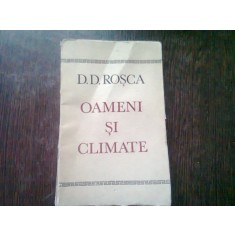 D.D. ROȘCA
OAMENI
ȘI
CLIMATE